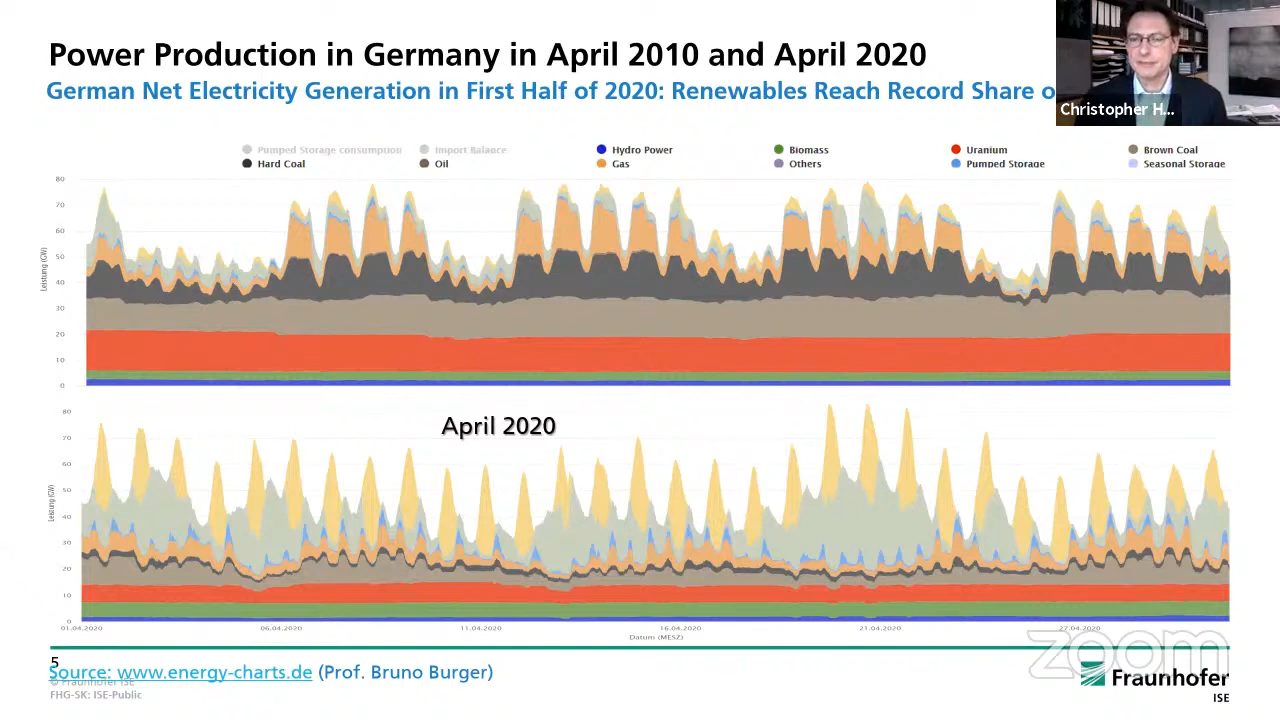 Power Production in Germany in April 2010 and April 2020
German Net Electricity Generation in First Half of 2020: Renewables Reach Record Share o
Christopher H...
Pumped Storage consumption Import Balance Hydro Power Biomass Uranium Brown Coal
Hard Coal Oil Gas Others Pumped Storage Seasonal Storage
80
70
60
50
40
30
20
10
0
Leistung (GW)
April 2020
80
70
60
50
40
30
20
10
0
Leistung (GW)
01.04.2020 06.04.2020 11.04.2020 16.04.2020 21.04.2020 27.04.2020
Datum (MESZ)
zoom
5
Source: www.energy-charts.de (Prof. Bruno Burger)
© Fraunhofer ISE
FHG-SK: ISE-Public
Fraunhofer
ISE